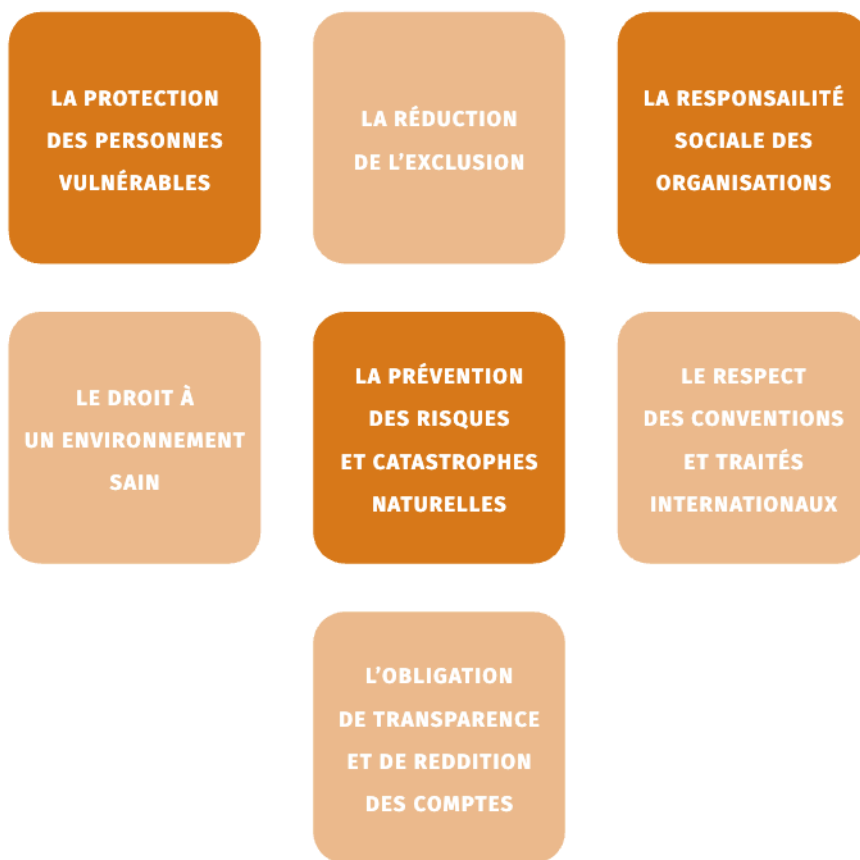 LA PROTECTION
DES PERSONNES
VULNÉRABLES
LA RÉDUCTION
DE L'EXCLUSION
LA RESPONSAILITÉ
SOCIALE DES
ORGANISATIONS
LE DROIT À
UN ENVIRONNEMENT
SAIN
LA PRÉVENTION
DES RISQUES
ET CATASTROPHES
NATURELLES
LE RESPECT
DES CONVENTIONS
ET TRAITÉS
INTERNATIONAUX
L'OBLIGATION
DE TRANSPARENCE
ET DE REDDITION
DES COMPTES